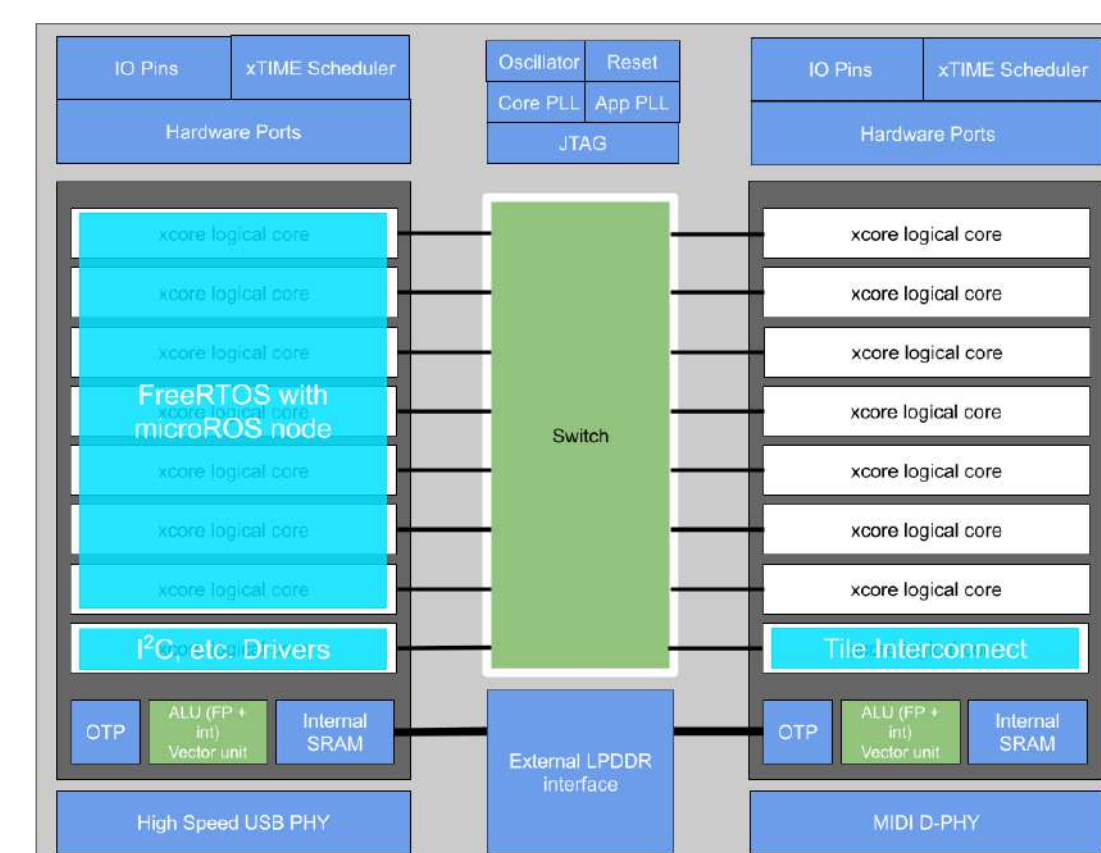 IO Pins
xTIME Scheduler
Hardware Ports
Oscillator
Reset
Core PLL
App PLL
JTAG
IO Pins
xTIME Scheduler
Hardware Ports
xcore logical core
xcore logical core
xcore logical core
FreeRTOS with
xcore logical core
microROS node
xcore logical core
xcore logical core
xcore logical core
I²C, etc. Drivers
xcore logical core
OTP
ALU (FP +
int)
Vector unit
Internal
SRAM
High Speed USB PHY
Switch
External LPDDR
interface
xcore logical core
xcore logical core
xcore logical core
xcore logical core
xcore logical core
xcore logical core
xcore logical core
Tile Interconnect
xcore logical core
OTP
ALU (FP +
int)
Vector unit
Internal
SRAM
MIDI D-PHY